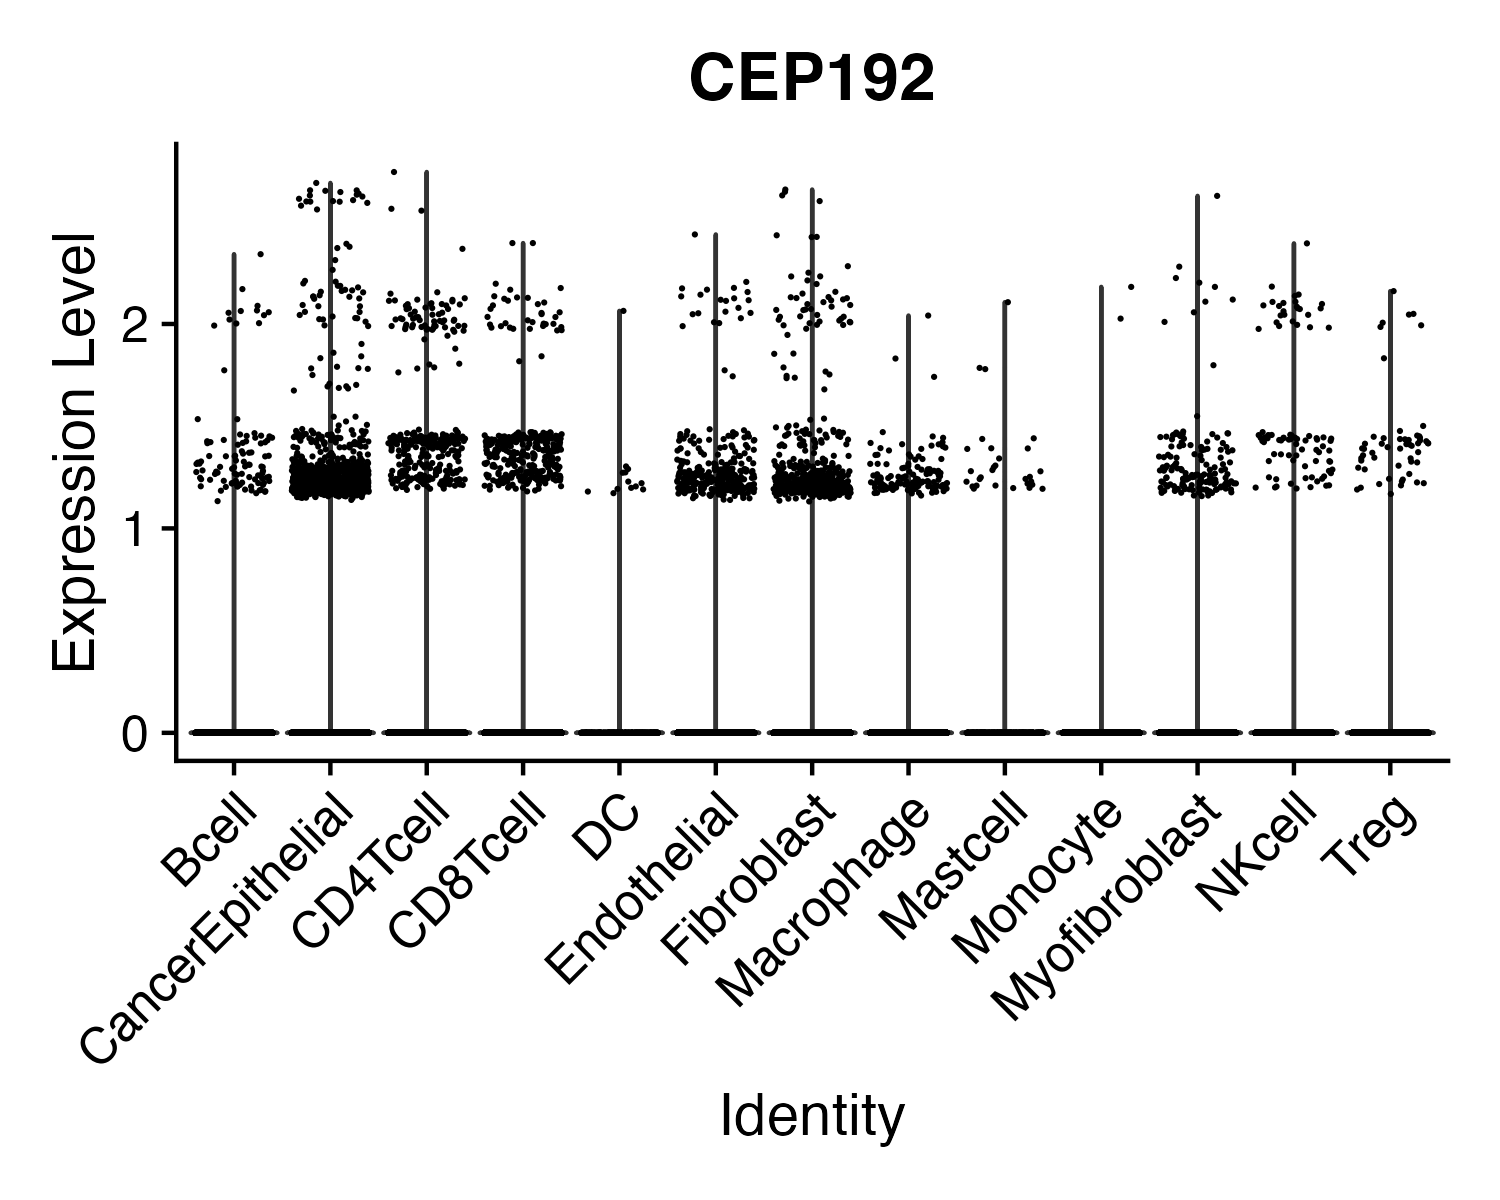 CEP192
Expression Level
2
1
0
Bcell
CancerEpithelial
CD4Tcell
CD8Tcell
DC
Endothelial
Fibroblast
Macrophage
Mastcell
Monocyte
Myofibroblast
NKcell
Treg
Identity